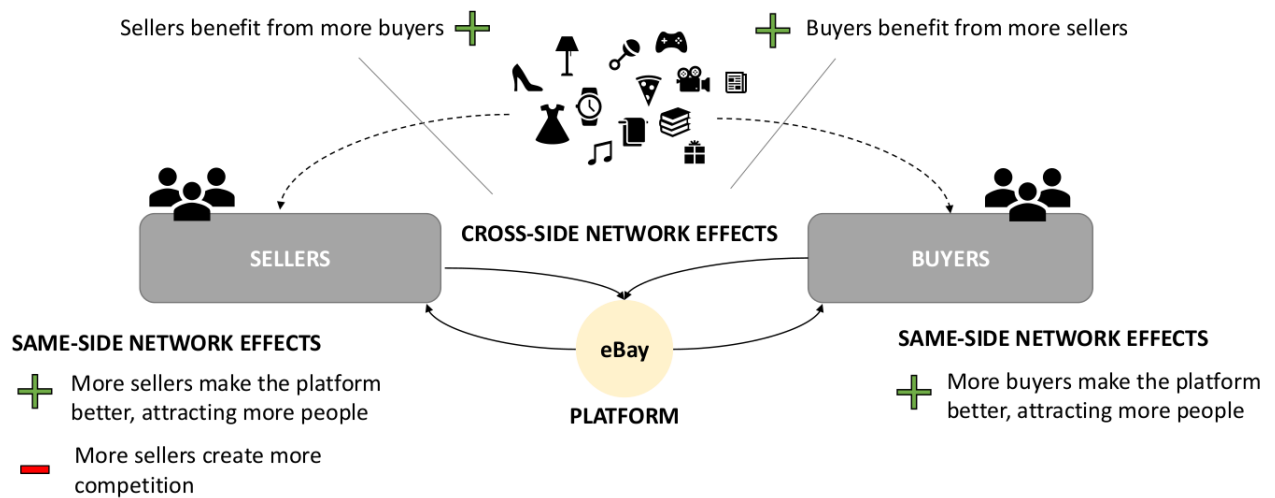 Sellers benefit from more buyers
Buyers benefit from more sellers
CROSS-SIDE NETWORK EFFECTS
SELLERS
BUYERS
eBay
PLATFORM
SAME-SIDE NETWORK EFFECTS
More sellers make the platform
better, attracting more people
More sellers create more
competition
SAME-SIDE NETWORK EFFECTS
More buyers make the platform
better, attracting more people